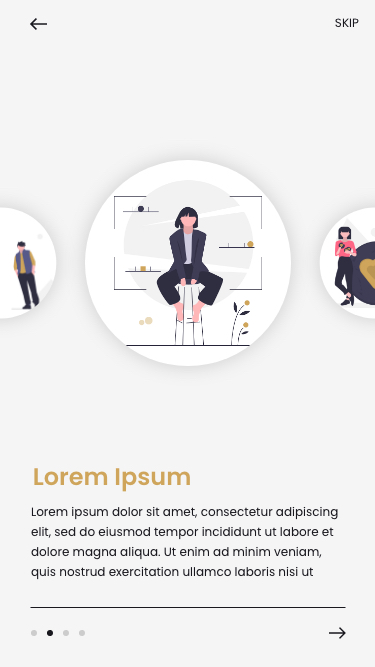 SKIP
Lorem Ipsum
Lorem ipsum dolor sit amet, consectetur adipiscing
elit, sed do eiusmod tempor incididunt ut labore et
dolore magna aliqua. Ut enim ad minim veniam,
quis nostrud exercitation ullamco laboris nisi ut